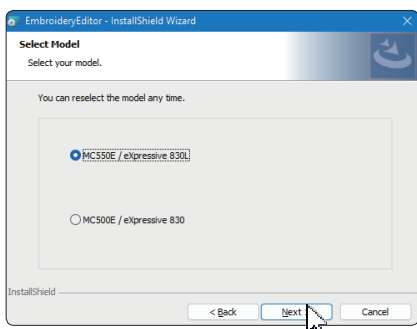 EmbroideryEditor - InstallShield Wizard
Select Model
Select your model.
You can reselect the model any time.
MC550E / eXpressive 830L
MC500E / eXpressive 830
InstallShield
< Back
Next >
Cancel